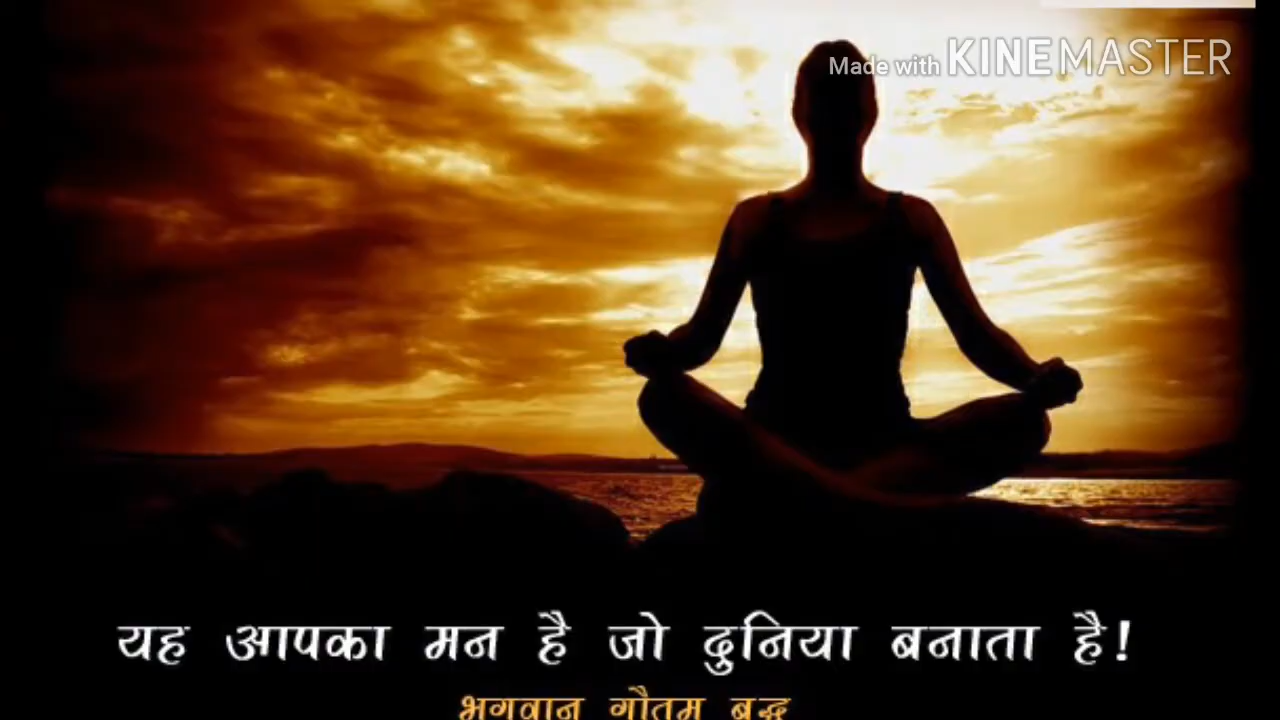 Made with KINEMASTER
यह आपका मन है जो दुनिया बनाता है!
भगवान गौतम बुद्ध